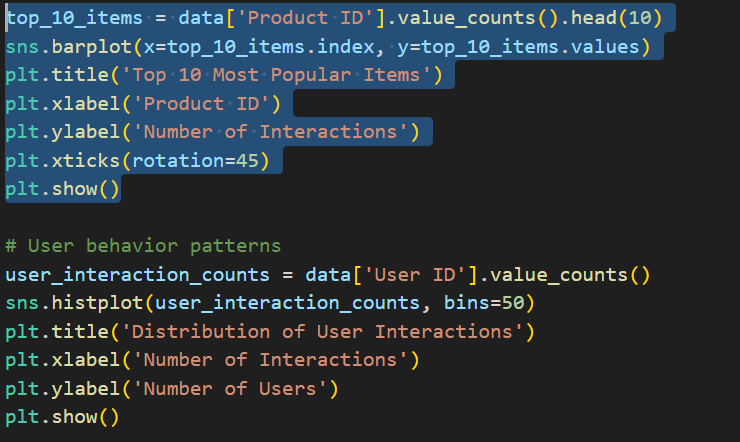 top_10_items = data['Product ID'].value_counts().head(10)
sns.barplot(x=top_10_items.index, y=top_10_items.values)
plt.title('Top 10 Most Popular Items')
plt.xlabel('Product ID')
plt.ylabel('Number of Interactions')
plt.xticks(rotation=45)
plt.show()
# User behavior patterns
user_interaction_counts = data['User ID'].value_counts()
sns.histplot(user_interaction_counts, bins=50)
plt.title('Distribution of User Interactions')
plt.xlabel('Number of Interactions')
plt.ylabel('Number of Users')
plt.show()